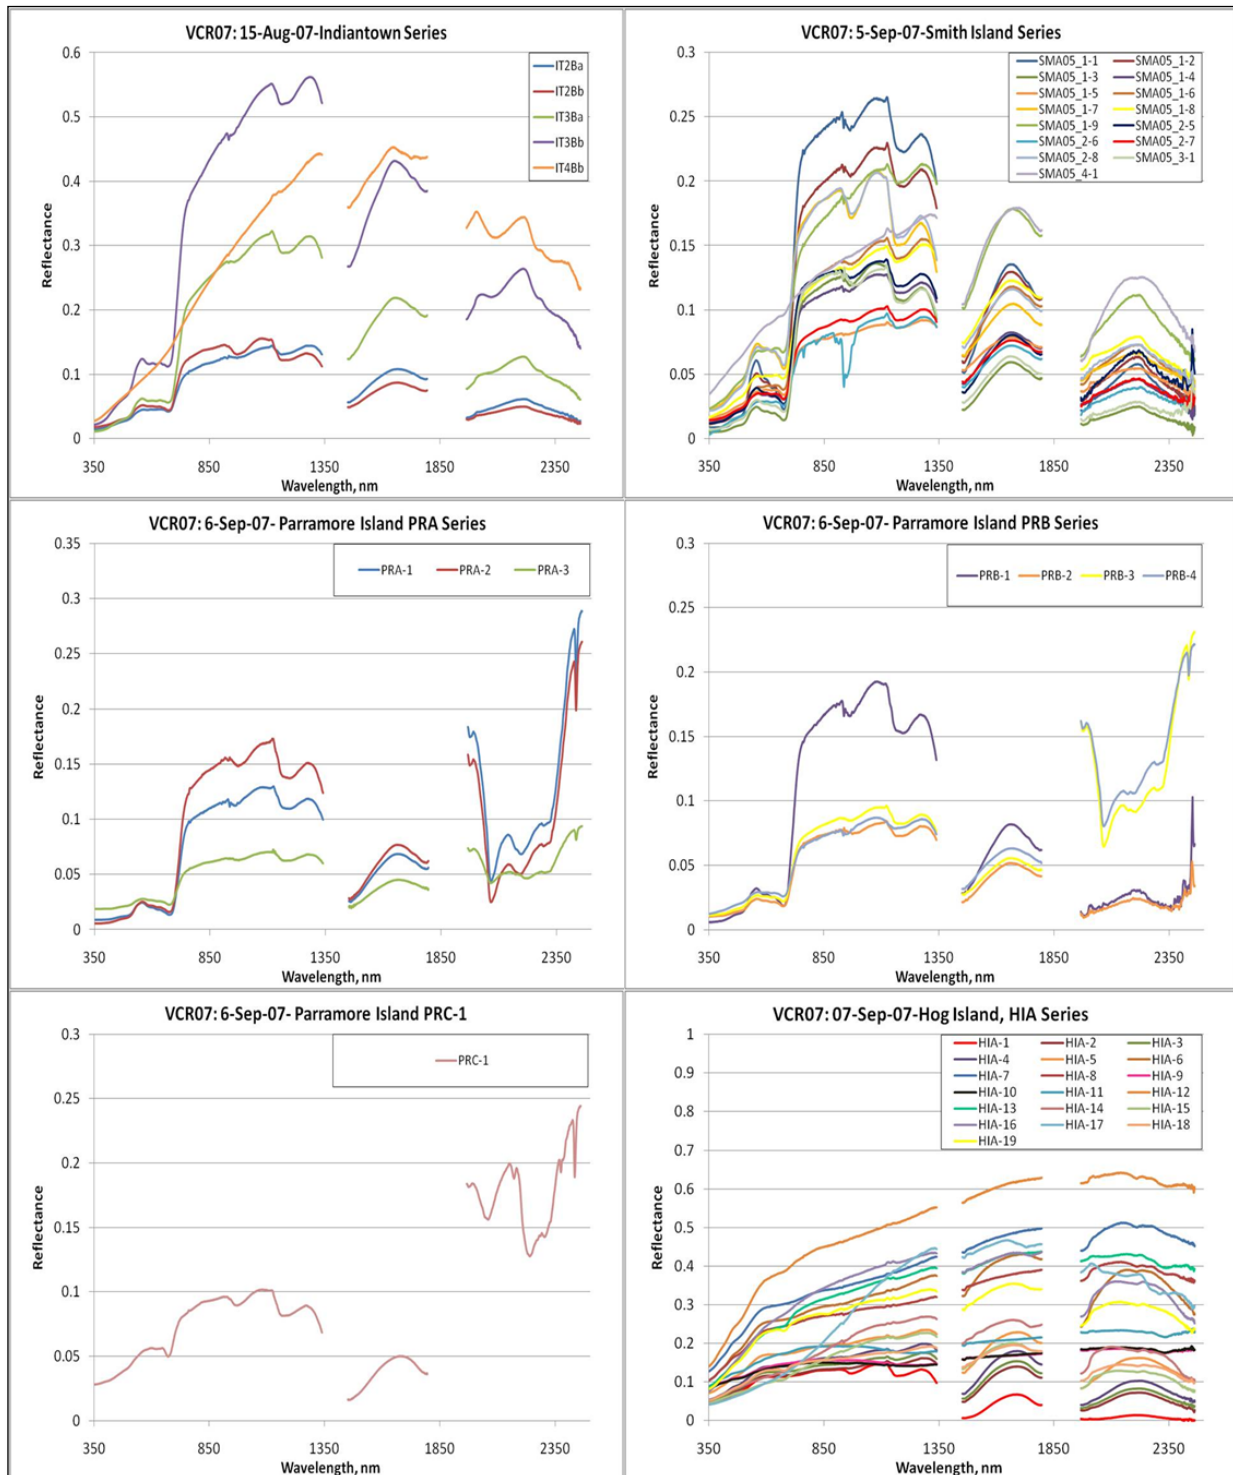 VCR07: 15-Aug-07-Indiantown Series
0.6
0.5
0.4
0.3
0.2
0.1
0
Reflectance
IT2Ba
IT2Bb
IT3Ba
IT3Bb
IT4Bb
350 850 1350 1850 2350
Wavelength, nm
VCR07: 5-Sep-07-Smith Island Series
0.3
0.25
0.2
0.15
0.1
0.05
0
Reflectance
SMA05_1-1 SMA05_1-2
SMA05_1-3 SMA05_1-4
SMA05_1-5 SMA05_1-6
SMA05_1-7 SMA05_1-8
SMA05_1-9 SMA05_2-5
SMA05_2-6 SMA05_2-7
SMA05_2-8 SMA05_3-1
SMA05_4-1
350 850 1350 1850 2350
Wavelength, nm
VCR07: 6-Sep-07- Parramore Island PRA Series
0.35
0.3
0.25
0.2
0.15
0.1
0.05
0
Reflectance
PRA-1 PRA-2 PRA-3
350 850 1350 1850 2350
Wavelength, nm
VCR07: 6-Sep-07- Parramore Island PRB Series
0.3
0.25
0.2
0.15
0.1
0.05
0
Reflectance
PRB-1 PRB-2 PRB-3 PRB-4
350 850 1350 1850 2350
Wavelength, nm
VCR07: 6-Sep-07- Parramore Island PRC-1
0.3
0.25
0.2
0.15
0.1
0.05
0
Reflectance
PRC-1
350 850 1350 1850 2350
Wavelength, nm
VCR07: 07-Sep-07-Hog Island, HIA Series
1
0.9
0.8
0.7
0.6
0.5
0.4
0.3
0.2
0.1
0
Reflectance
HIA-1 HIA-2 HIA-3
HIA-4 HIA-5 HIA-6
HIA-7 HIA-8 HIA-9
HIA-10 HIA-11 HIA-12
HIA-13 HIA-14 HIA-15
HIA-16 HIA-17 HIA-18
HIA-19
350 850 1350 1850 2350
Wavelength, nm